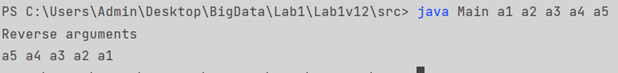 PS C:\Users\Admin\Desktop\BigData\Lab1\Lab1v12\src> java Main a1 a2 a3 a4 a5
Reverse arguments
a5 a4 a3 a2 a1